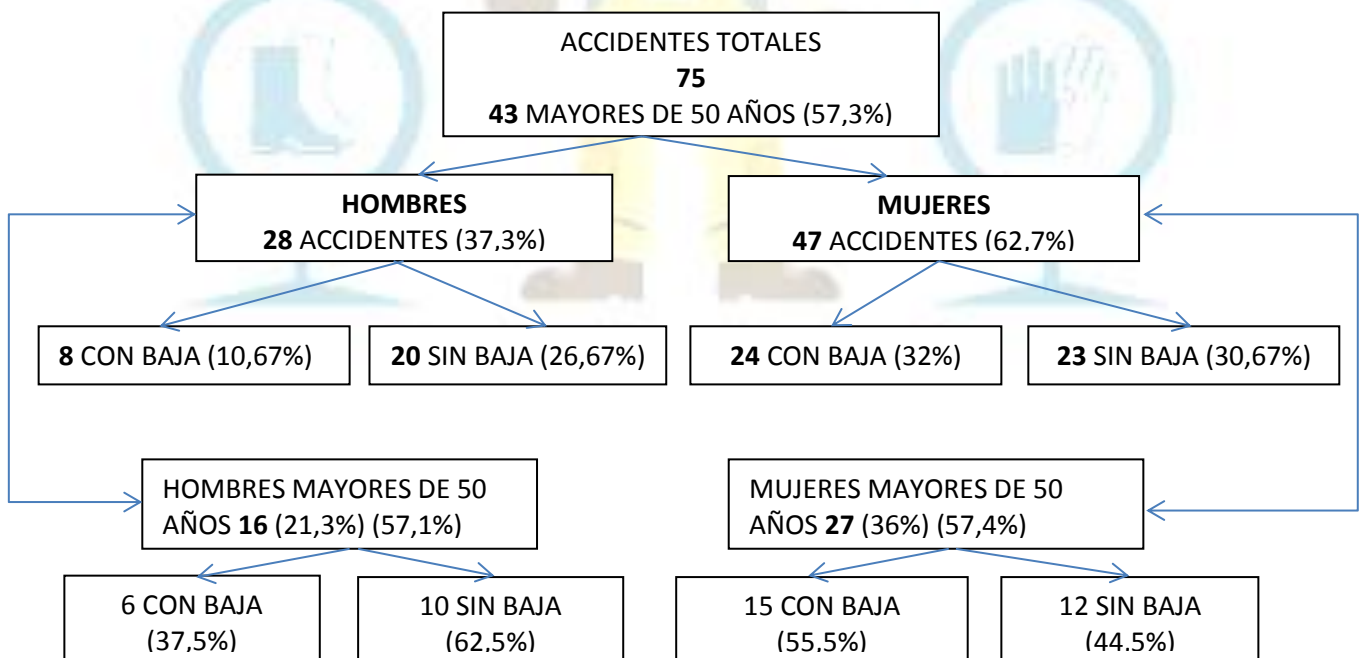 ACCIDENTES TOTALES
75
43 MAYORES DE 50 AÑOS (57,3%)
HOMBRES
28 ACCIDENTES (37,3%)
MUJERES
47 ACCIDENTES (62,7%)
8 CON BAJA (10,67%)
20 SIN BAJA (26,67%)
24 CON BAJA (32%)
23 SIN BAJA (30,67%)
HOMBRES MAYORES DE 50
AÑOS 16 (21,3%) (57,1%)
MUJERES MAYORES DE 50
AÑOS 27 (36%) (57,4%)
6 CON BAJA
(37,5%)
10 SIN BAJA
(62,5%)
15 CON BAJA
(55,5%)
12 SIN BAJA
(44,5%)